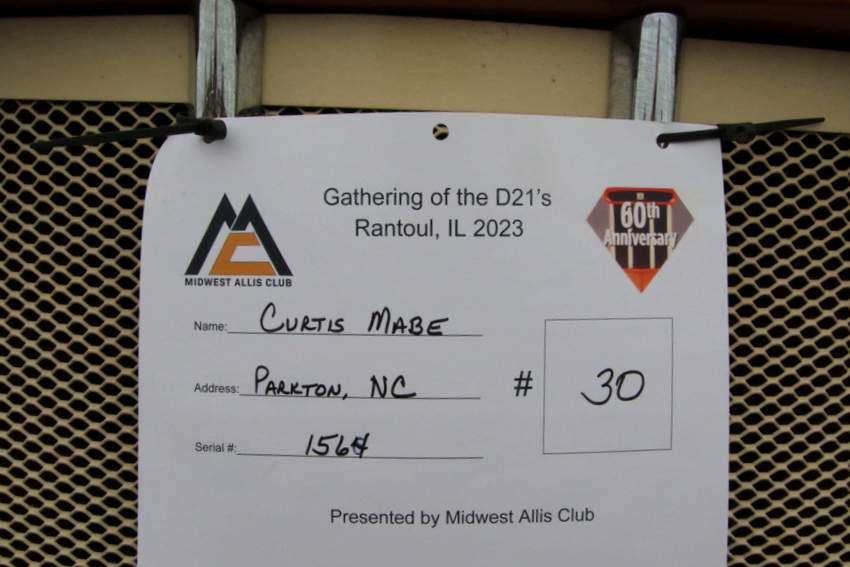 Gathering of the D21's
Rantoul, IL 2023
MC
MIDWEST ALLIS CLUB
60th
Anniversary
Name: CURTIS MABE
Address: PARKTON, NC
# 30
Serial #: 1564
Presented by Midwest Allis Club